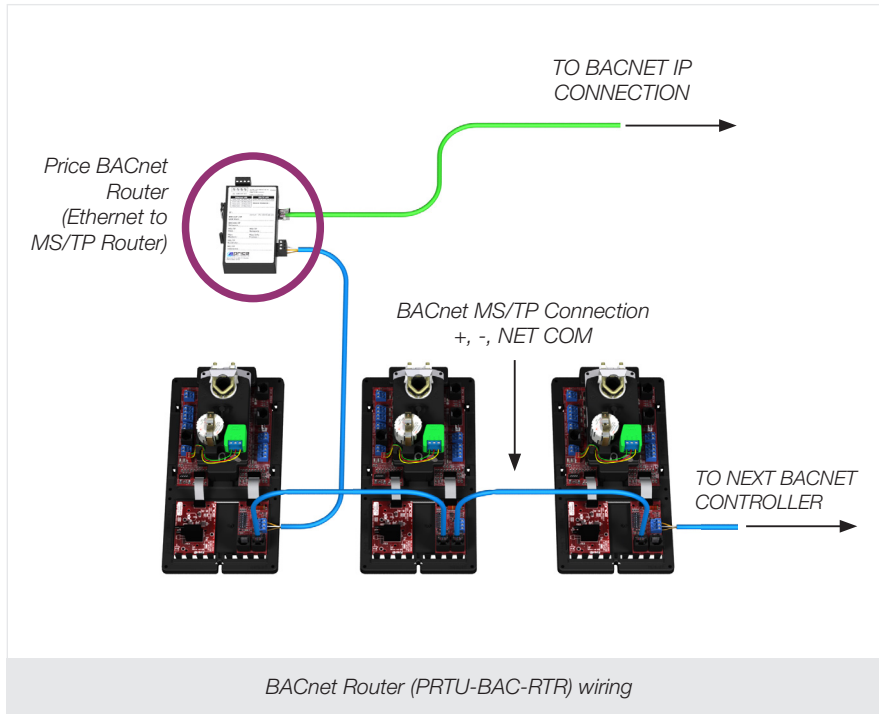 TO BACNET IP
CONNECTION
Price BACnet
Router
(Ethernet to
MS/TP Router)
BACnet MS/TP Connection
+, -, NET COM
TO NEXT BACNET
CONTROLLER
BACnet Router (PRTU-BAC-RTR) wiring